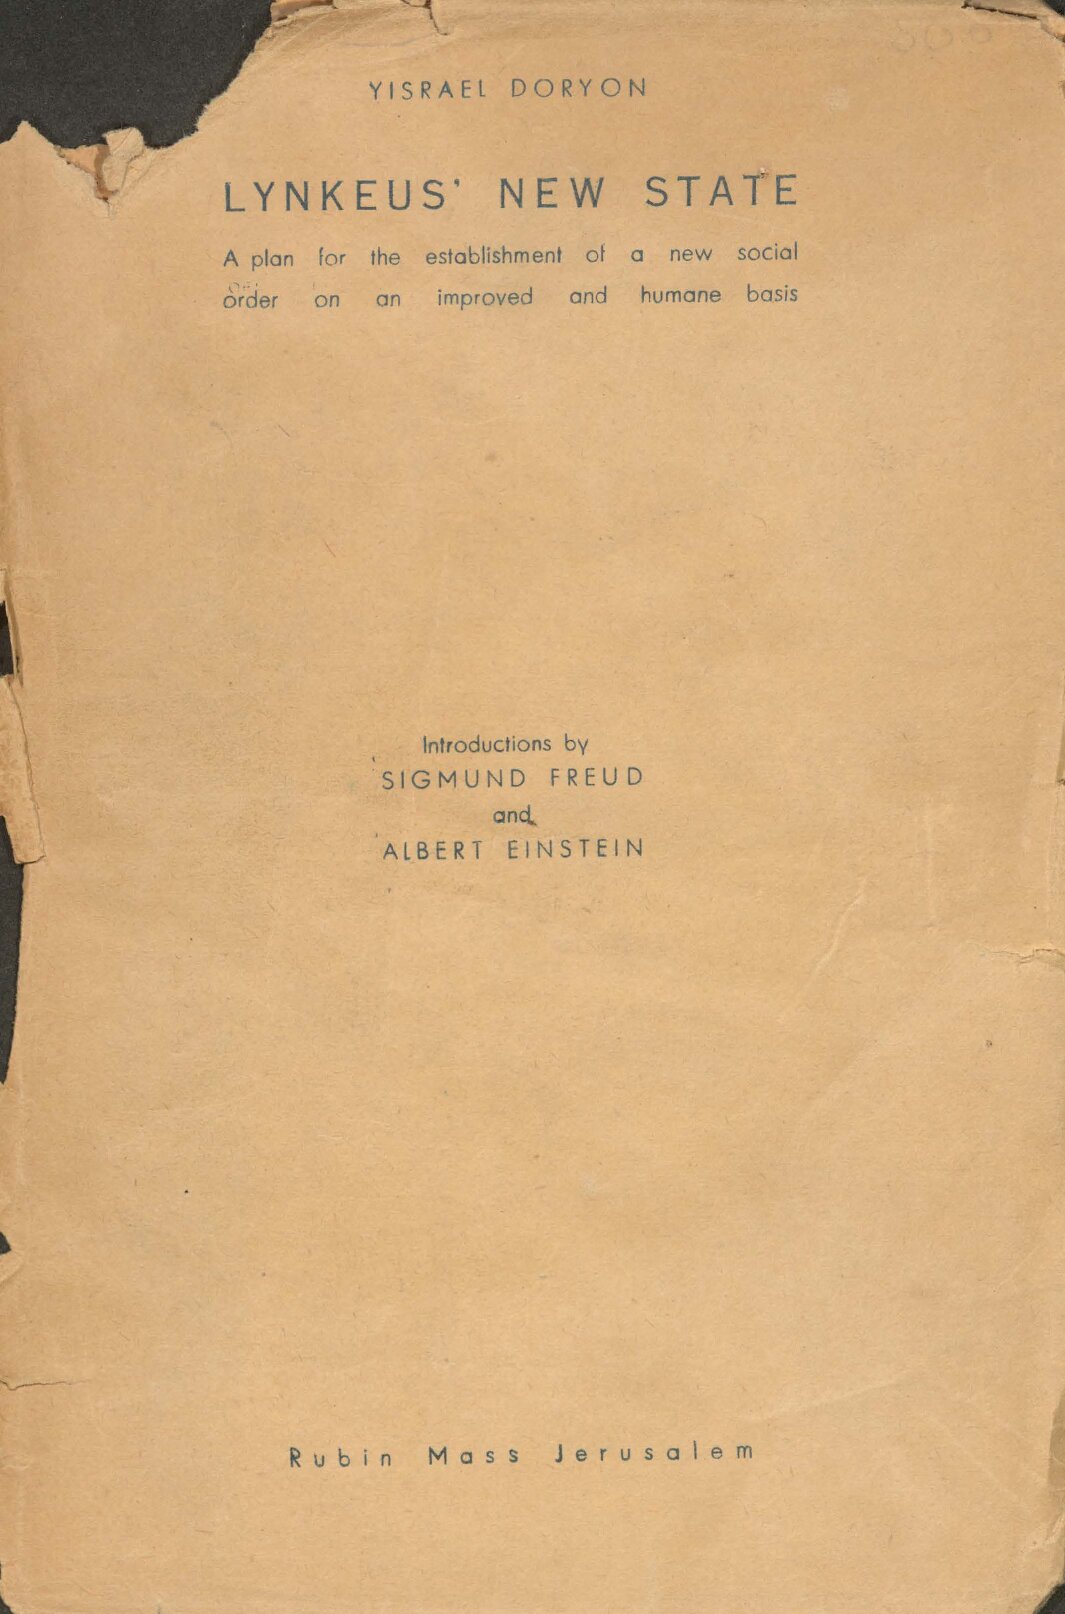 YISRAEL DORYON
LYNKEUS' NEW STATE
A plan for the establishment of a new social
order on an improved and humane basis
Introductions by
SIGMUND FREUD
and
ALBERT EINSTEIN
Rubin Mass Jerusalem